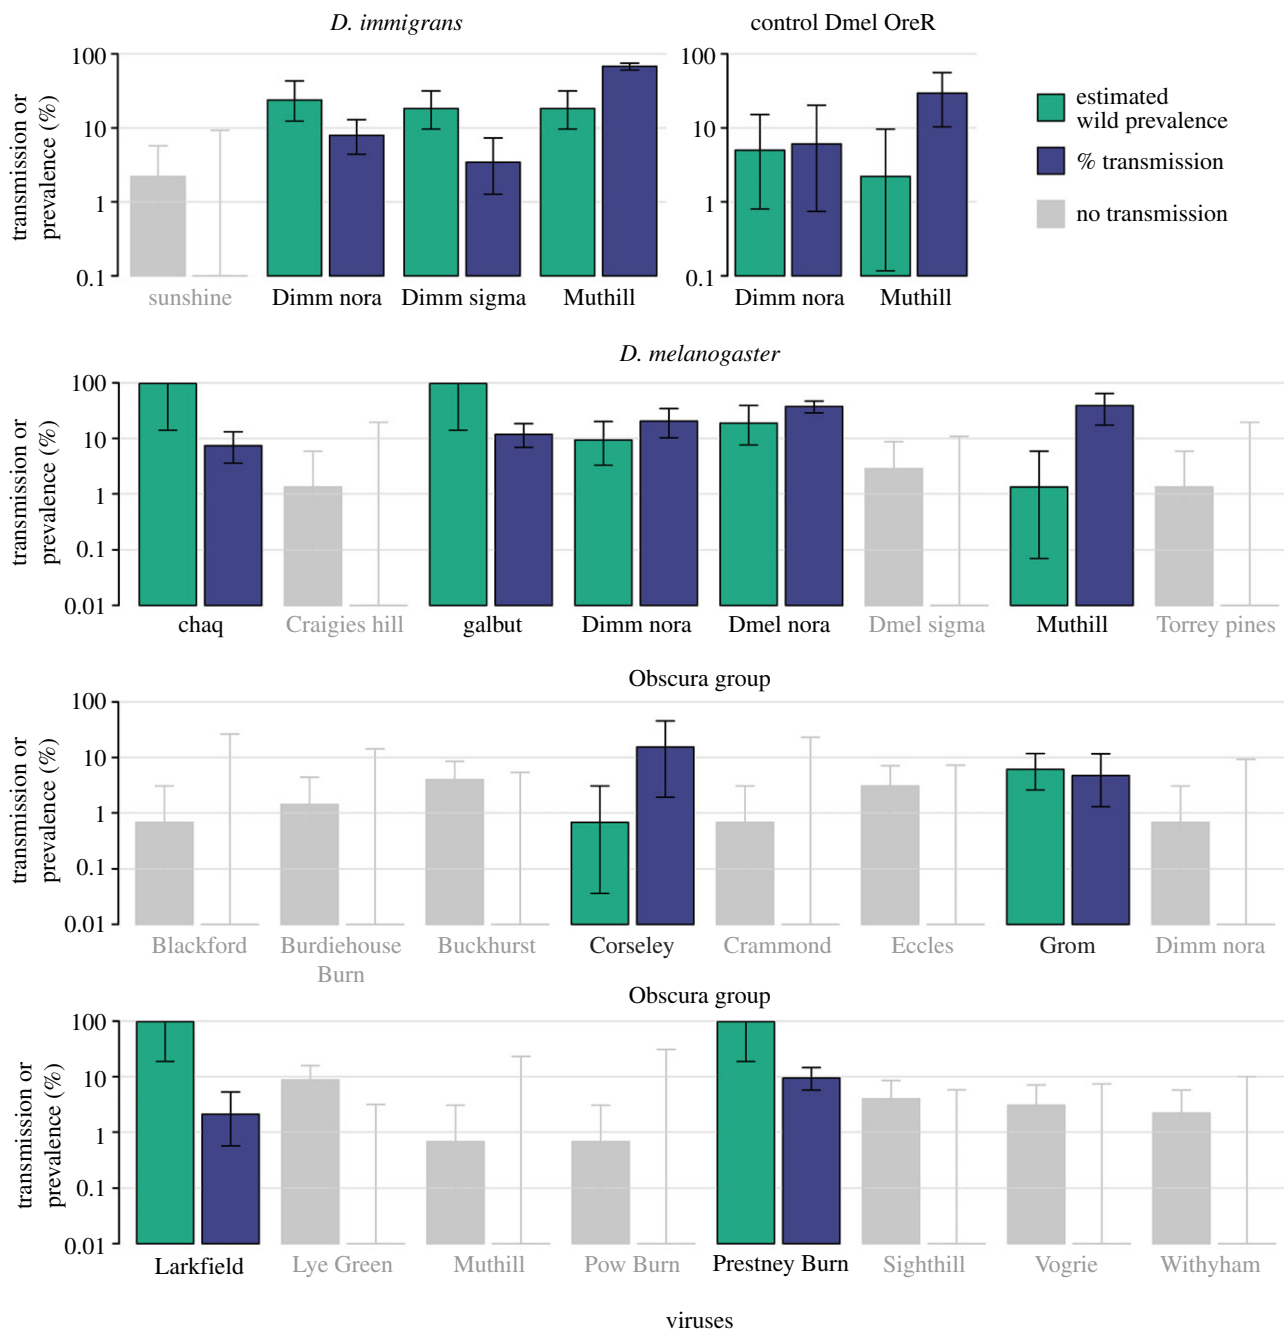 D. immigrans
control Dmel OreR
transmission or
prevalence (%)
100
10
1
0.1
sunshine
Dimm nora
Dimm sigma
Muthill
100
10
1
0.1
Dimm nora
Muthill
estimated
wild prevalence
% transmission
no transmission
D. melanogaster
transmission or
prevalence (%)
100
10
1
0.1
0.01
chaq
Craigies hill
galbut
Dimm nora
Dmel nora
Dmel sigma
Muthill
Torrey pines
Obscura group
transmission or
prevalence (%)
100
10
1
0.1
0.01
Blackford
Burdiehouse
Burn
Buckhurst
Corseley
Crammond
Eccles
Grom
Dimm nora
Obscura group
transmission or
prevalence (%)
100
10
1
0.1
0.01
Larkfield
Lye Green
Muthill
Pow Burn
Prestney Burn
Sighthill
Vogrie
Withyham
viruses